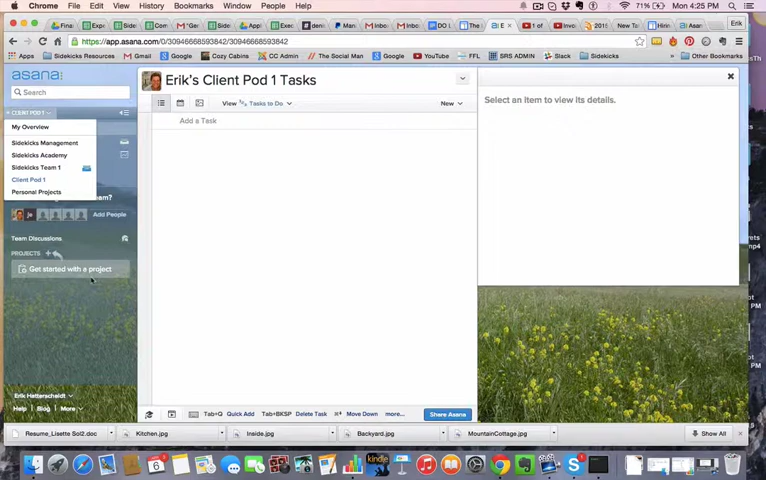 Chrome File Edit View History Bookmarks Window People Help 71% Mon 4:25 PM
Erik
https://app.asana.com/0/30946668593842/30946668593842
Apps Sidekicks Resources Gmail Google Cozy Cabins CC Admin The Social Man Google YouTube FFL SRS ADMIN Slack Sidekicks Other Bookmarks
asana:
Search
CLIENT POD 1
My Overview
Sidekicks Management
Sidekicks Academy
Sidekicks Team 1
Client Pod 1
Personal Projects
Add People
Team Discussions
PROJECTS +
Get started with a project
Erik Hetterscheidt
Help Blog More
Erik's Client Pod 1 Tasks
View Tasks to Do New
Add a Task
Tab+Q Quick Add Tab+BKSP Delete Task Move Down more... Share Asana
Select an item to view its details.
Resume_Lisette Sol2.doc Kitchen.jpg Inside.jpg Backyard.jpg MountainCottage.jpg Show All